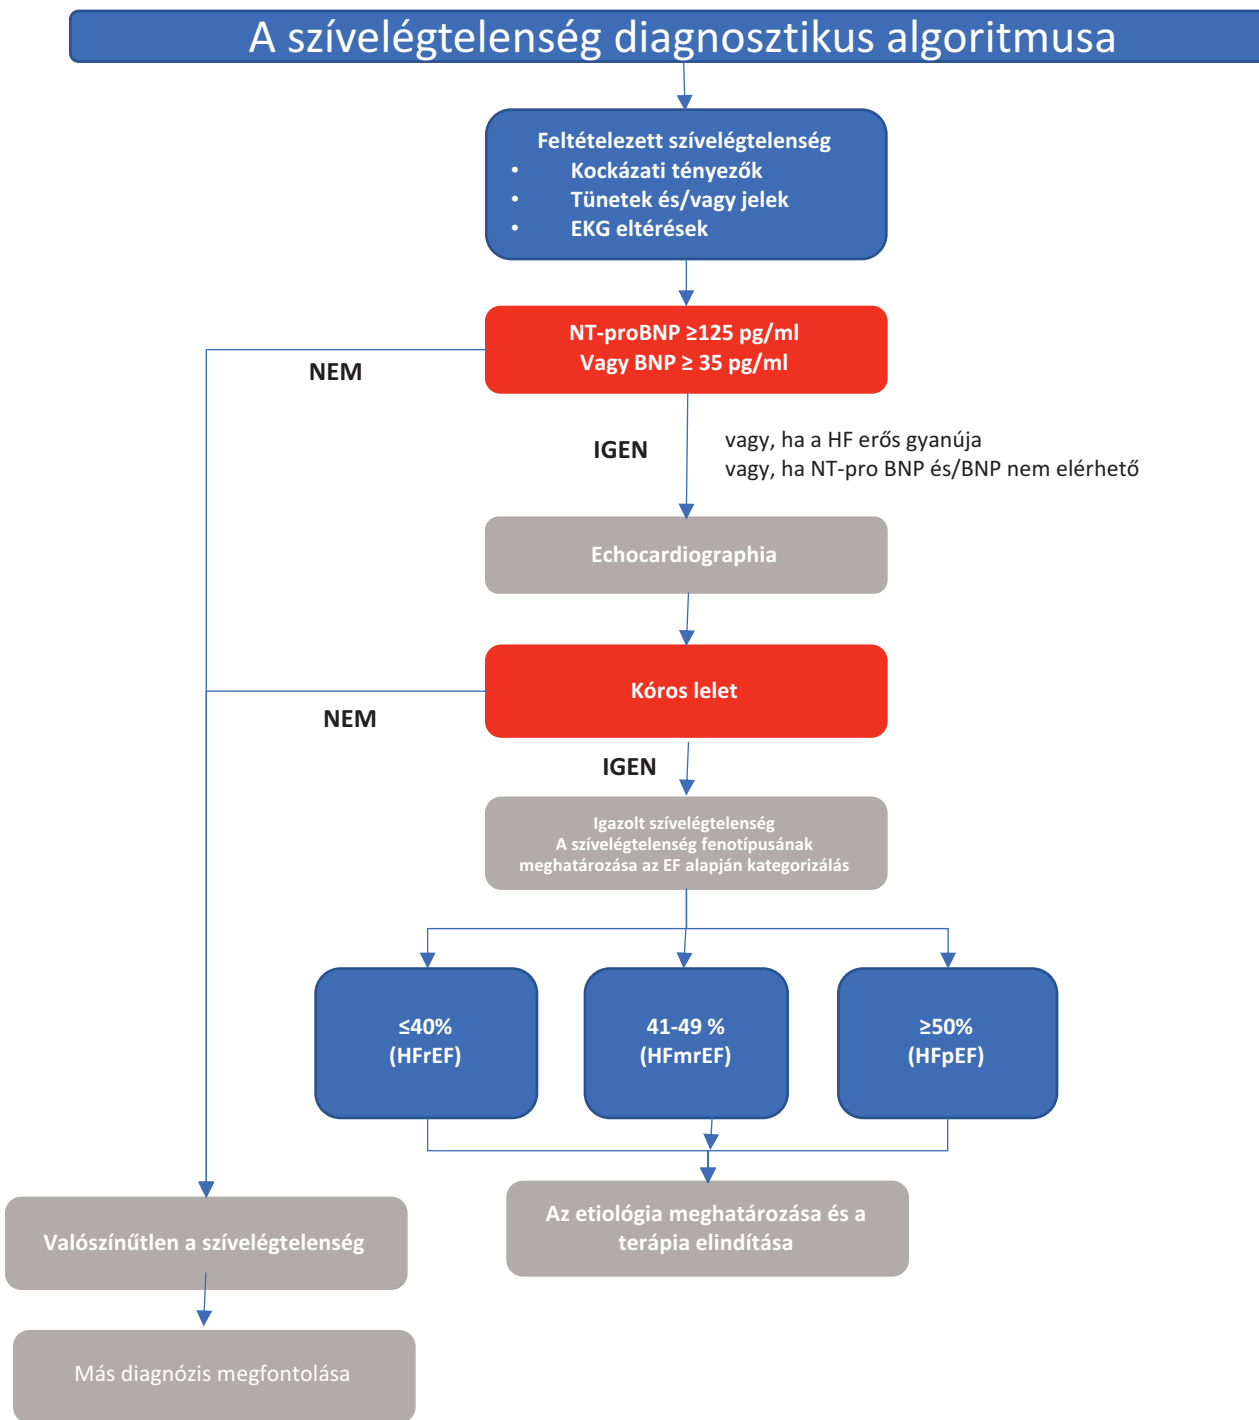 A szívelégtelenség diagnosztikus algoritmusa
Feltételezett szívelégtelenség
• Kockázati tényezők
• Tünetek és/vagy jelek
• EKG eltérések
NT-proBNP ≥125 pg/ml
Vagy BNP ≥ 35 pg/ml
NEM
IGEN
vagy, ha a HF erős gyanúja
vagy, ha NT-pro BNP és/BNP nem elérhető
Echocardiographia
Kóros lelet
NEM
IGEN
Igazolt szívelégtelenség
A szívelégtelenség fenotípusának
meghatározása az EF alapján kategorizálás
≤40%
(HFrEF)
41-49 %
(HFmrEF)
≥50%
(HFpEF)
Az etiológia meghatározása és a
terápia elindítása
Valószínűtlen a szívelégtelenség
Más diagnózis megfontolása